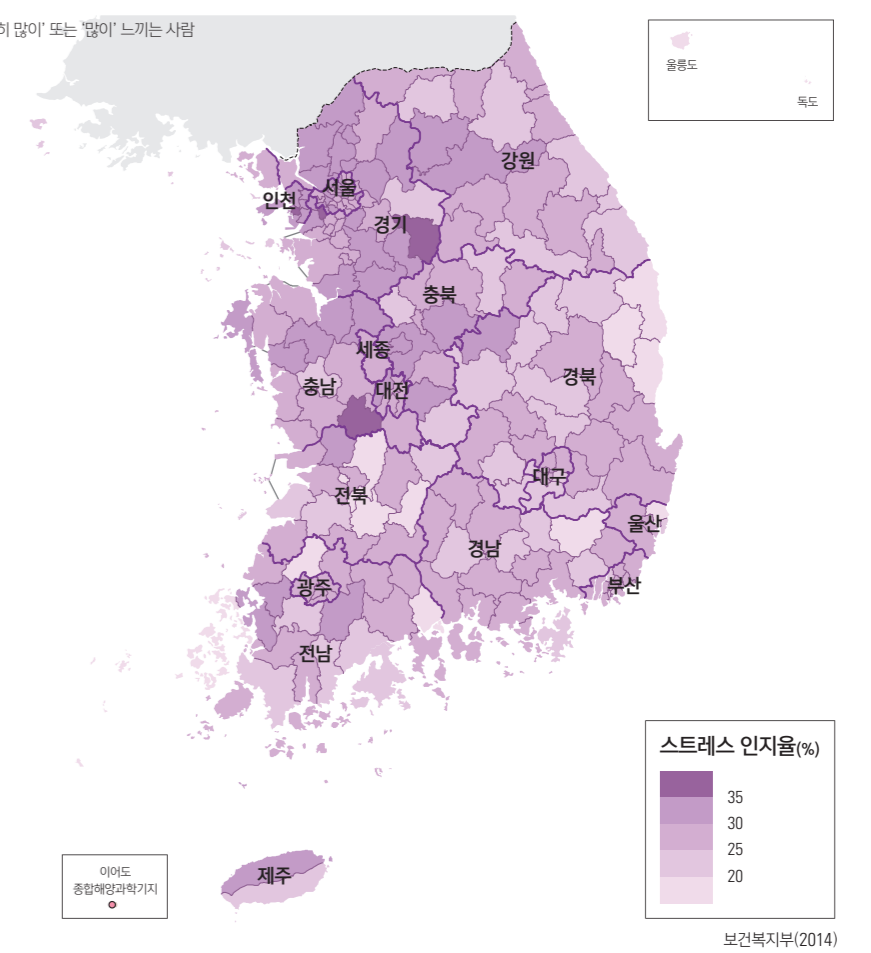 히 많이’ 또는 ‘많이’ 느끼는 사람
울릉도
독도
강원
서울
인천
경기
충북
세종
충남
대전
경북
대구
전북
울산
경남
광주
부산
전남
제주
스트레스 인지율(%)
35
30
25
20
이어도
종합해양과학기지
보건복지부(2014)